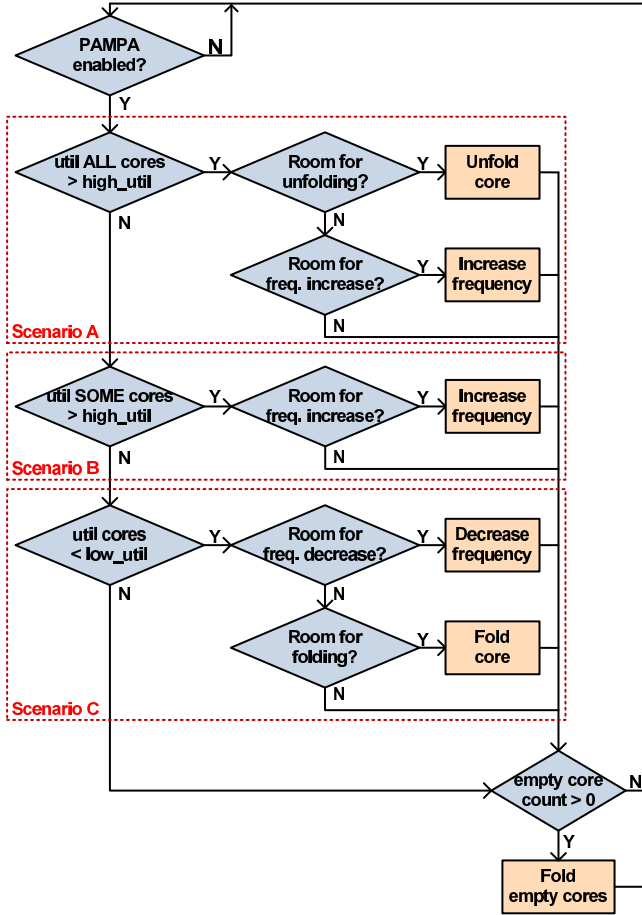 PAMPA
enabled?
N
Y
util ALL cores
> high_util
Y
Room for
unfolding?
Y
Unfold
core
N
N
Room for
freq. increase?
Y
Increase
frequency
N
Scenario A
util SOME cores
> high_util
Y
Room for
freq. increase?
Y
Increase
frequency
N
N
Scenario B
util cores
< low_util
Y
Room for
freq. decrease?
Y
Decrease
frequency
N
N
Room for
folding?
Y
Fold
core
N
Scenario C
empty core
count > 0
N
Y
Fold
empty cores